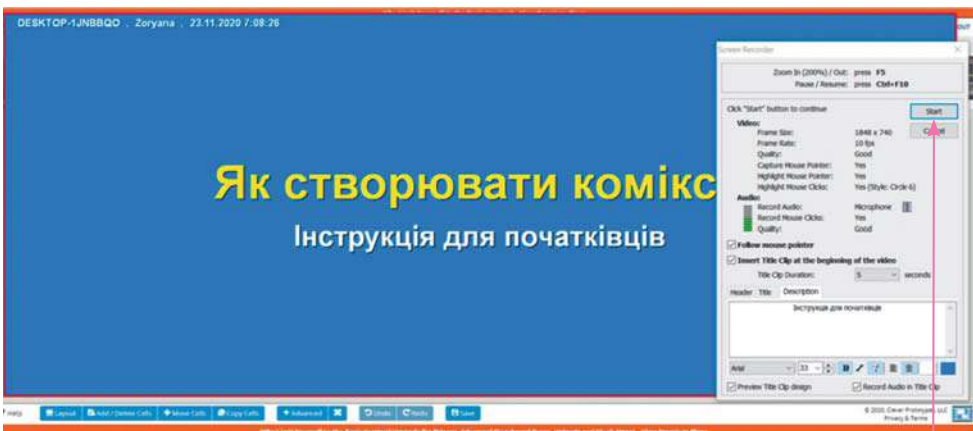 DESKTOP-1JNBBQO , Zoryana , 23.11.2020 7:08:26
Screen Recorder
Zoom In (200%) / Out: press F5
Pause / Resume: press Ctrl+F10
Click "Start" button to continue
Start
Video:
Frame Size: 1848 x 740
Frame Rate: 10 fps
Quality: Good
Capture Mouse Pointer: Yes
Highlight Mouse Pointer: Yes
Highlight Mouse Clicks: Yes (Style: Circle 6)
Audio:
Record Audio: Microphone
Record Mouse Clicks: Yes
Quality: Good
Як створювати комікс
Інструкція для початківців
Follow mouse pointer
Insert Title Clip at the beginning of the video
Title Clip Duration: 5 seconds
Header Title Description
Інструкція для початківців
Arial 33 B
Preview Title Clip design Record Audio in Title Clip
Help Layout Add / Delete Cells Move Cells Copy Cells Advanced Undo Redo Save
© 2020, Clever Prototypes, LLC
Privacy & Terms